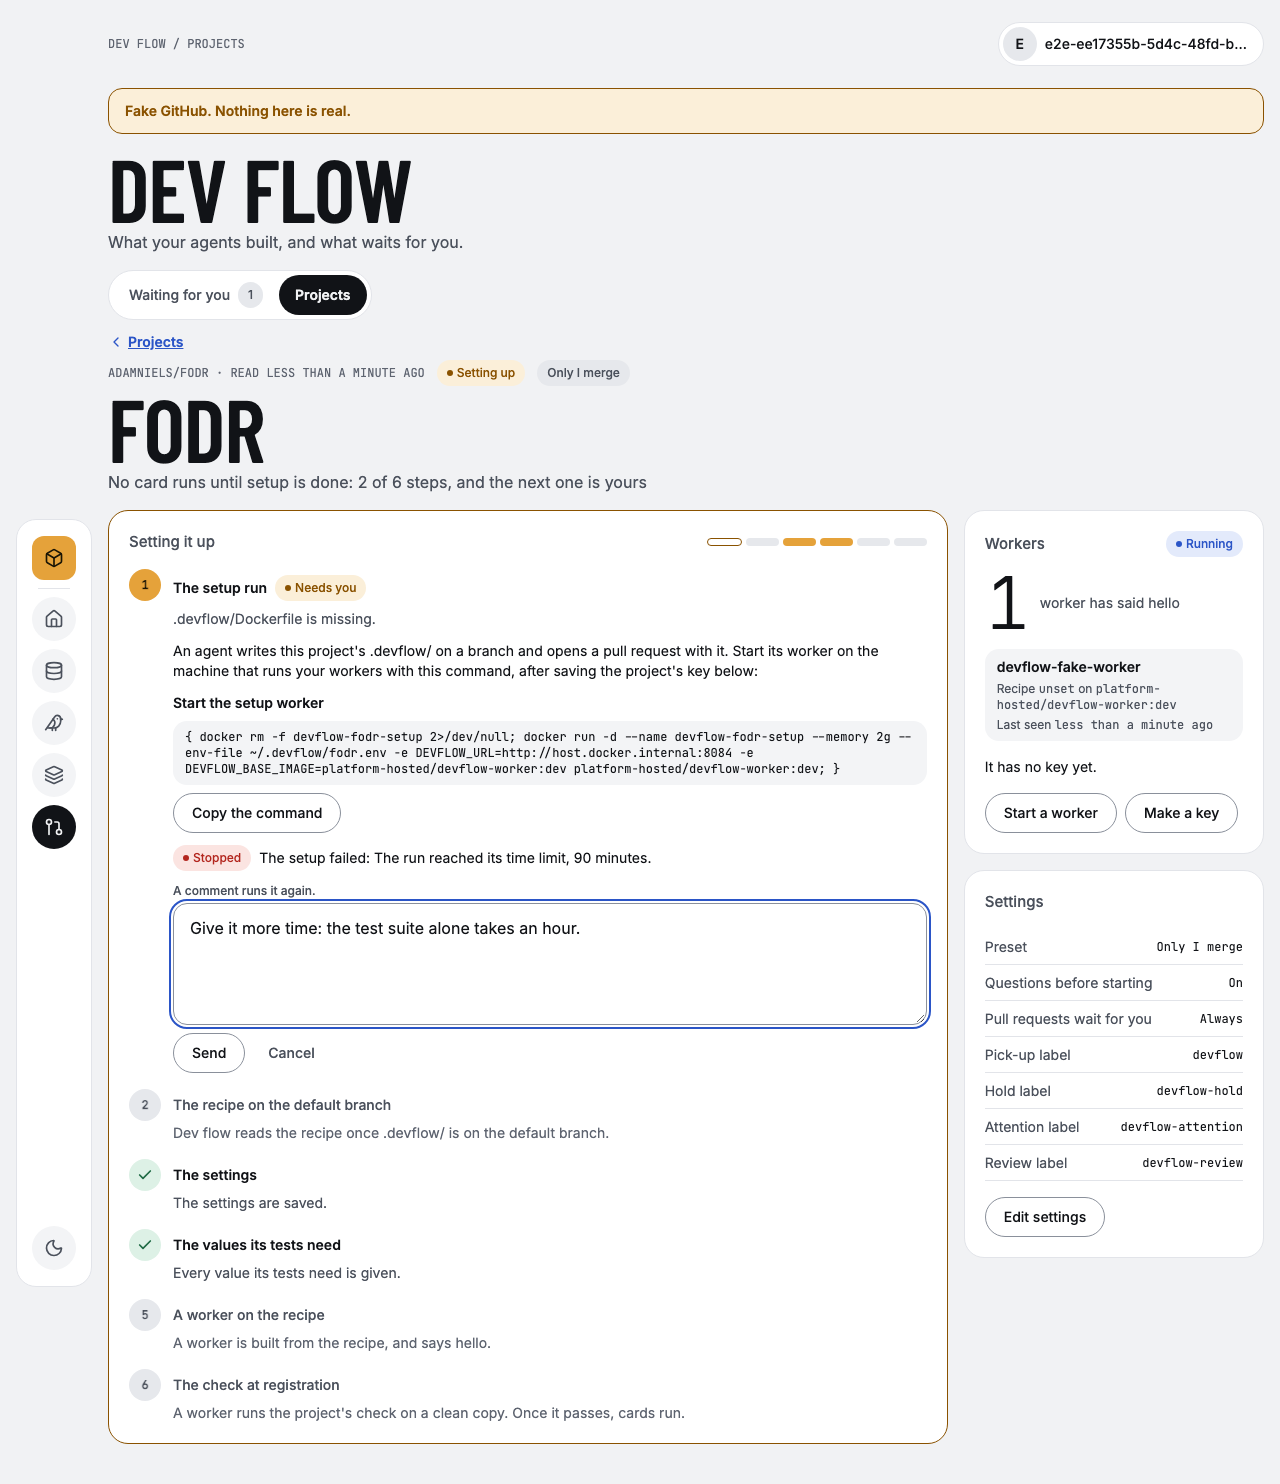 DEV FLOW / PROJECTS
E e2e-ee17355b-5d4c-48fd-b...
Fake GitHub. Nothing here is real.
DEV FLOW
What your agents built, and what waits for you.
Waiting for you 1 Projects
Projects
ADAMNIELS/FODR · READ LESS THAN A MINUTE AGO Setting up Only I merge
FODR
No card runs until setup is done: 2 of 6 steps, and the next one is yours
Setting it up
1 The setup run Needs you
.devflow/Dockerfile is missing.
An agent writes this project's .devflow/ on a branch and opens a pull request with it. Start its worker on the
machine that runs your workers with this command, after saving the project's key below:
Start the setup worker
{ docker rm -f devflow-fodr-setup 2>/dev/null; docker run -d --name devflow-fodr-setup --memory 2g --
env-file ~/.devflow/fodr.env -e DEVFLOW_URL=http://host.docker.internal:8084 -e
DEVFLOW_BASE_IMAGE=platform-hosted/devflow-worker:dev platform-hosted/devflow-worker:dev; }
Copy the command
Stopped The setup failed: The run reached its time limit, 90 minutes.
A comment runs it again.
Give it more time: the test suite alone takes an hour.
Send Cancel
2 The recipe on the default branch
Dev flow reads the recipe once .devflow/ is on the default branch.
The settings
The settings are saved.
The values its tests need
Every value its tests need is given.
5 A worker on the recipe
A worker is built from the recipe, and says hello.
6 The check at registration
A worker runs the project's check on a clean copy. Once it passes, cards run.
Workers Running
1 worker has said hello
devflow-fake-worker
Recipe unset on platform-
hosted/devflow-worker:dev
Last seen less than a minute ago
It has no key yet.
Start a worker Make a key
Settings
Preset Only I merge
Questions before starting On
Pull requests wait for you Always
Pick-up label devflow
Hold label devflow-hold
Attention label devflow-attention
Review label devflow-review
Edit settings